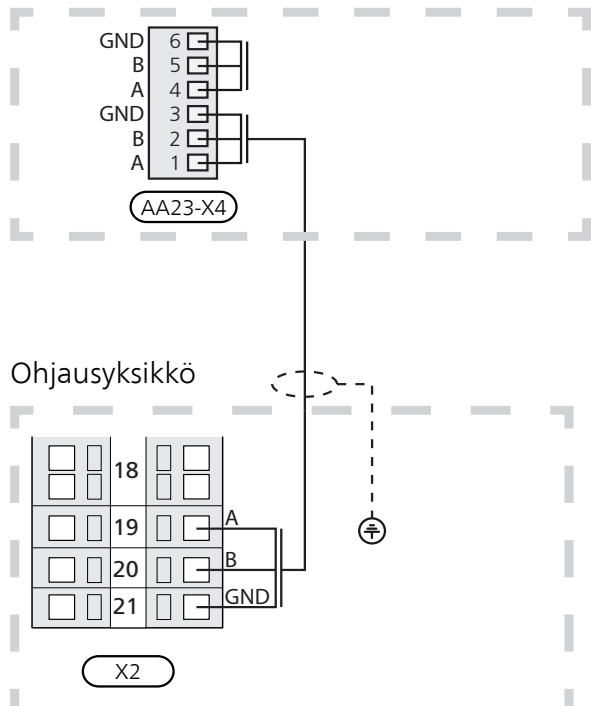 GND 6
B 5
A 4
GND 3
B 2
A 1
AA23-X4
Ohjausyksikkö
18
19 A
20 B
21 GND
X2